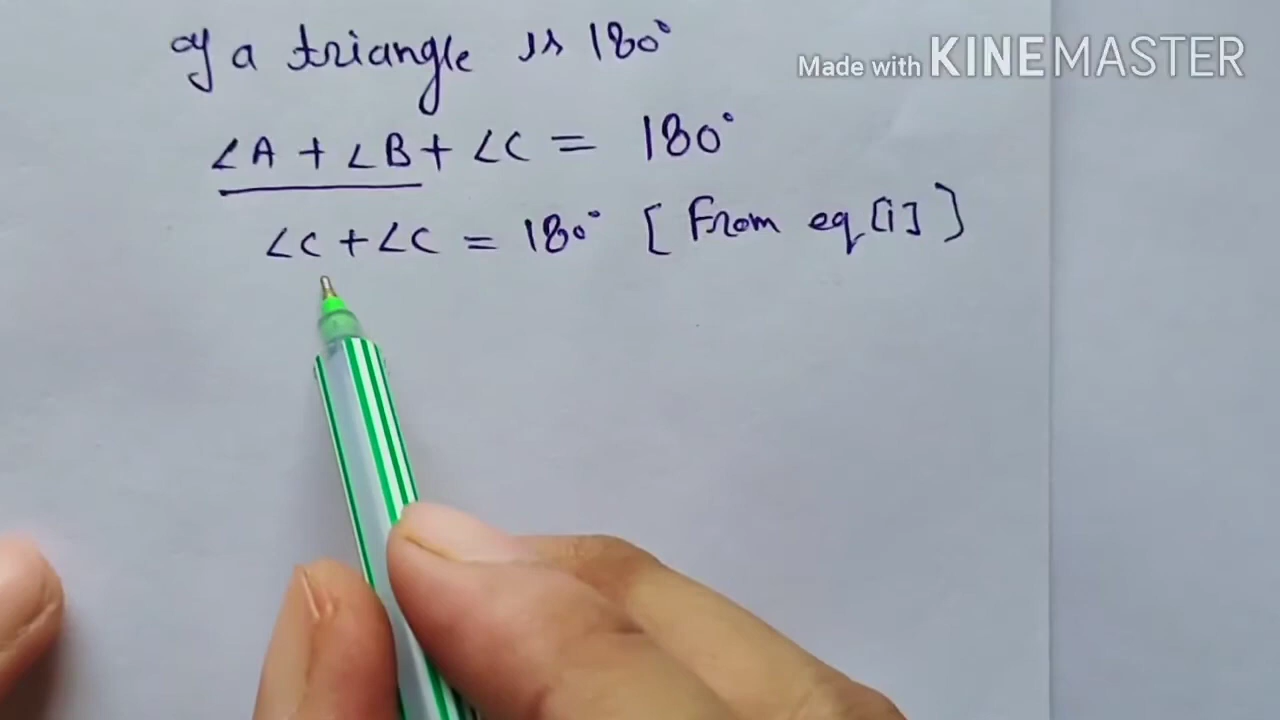 of a triangle is 180°
Made with KINEMASTER
∠A + ∠B + ∠C = 180°
∠C + ∠C = 180° [From eq[i]]